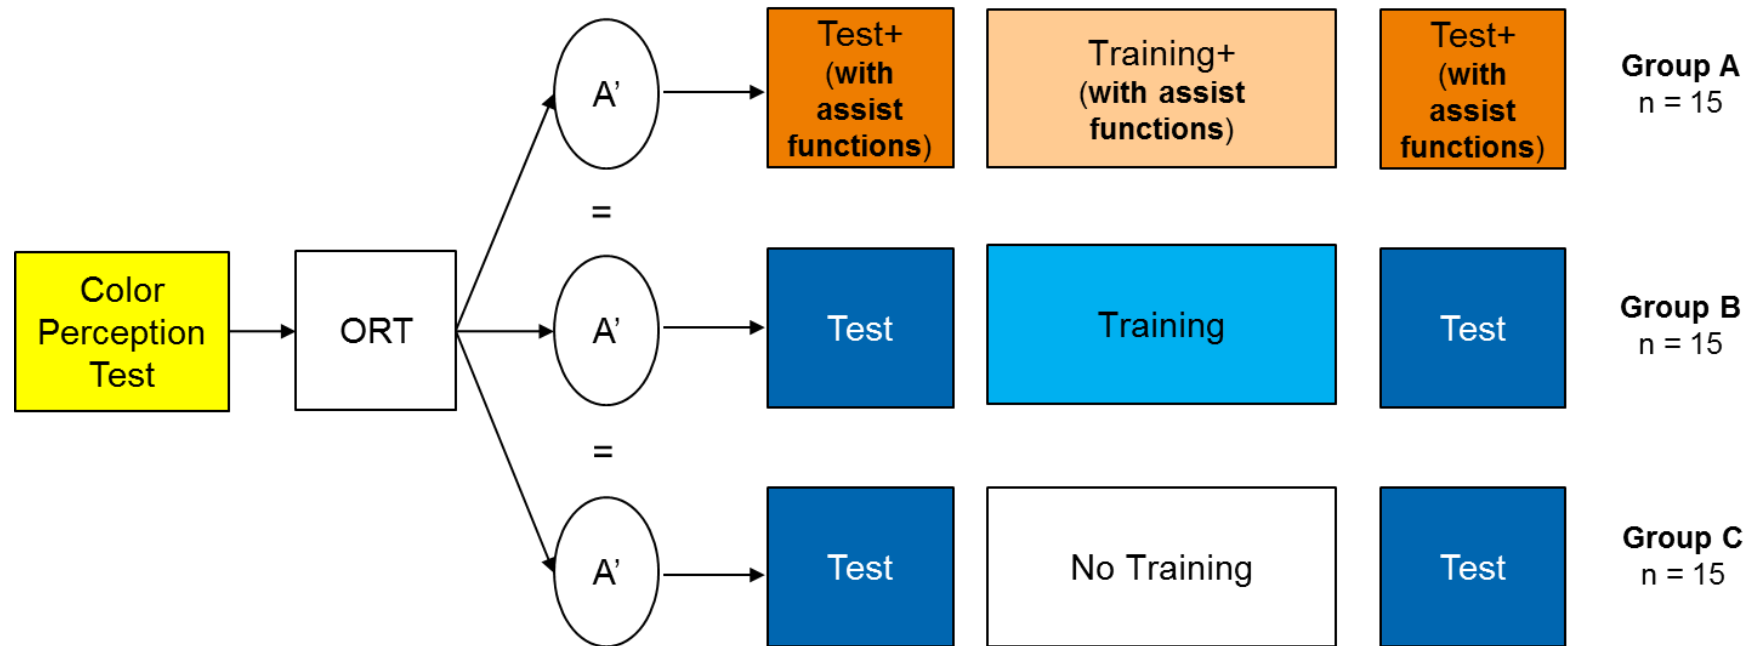 Color
Perception
Test
ORT
A’
=
A’
=
A’
Test+
(with
assist
functions)
Training+
(with assist
functions)
Test+
(with
assist
functions)
Group A
n = 15
Test
Training
Test
Group B
n = 15
Test
No Training
Test
Group C
n = 15